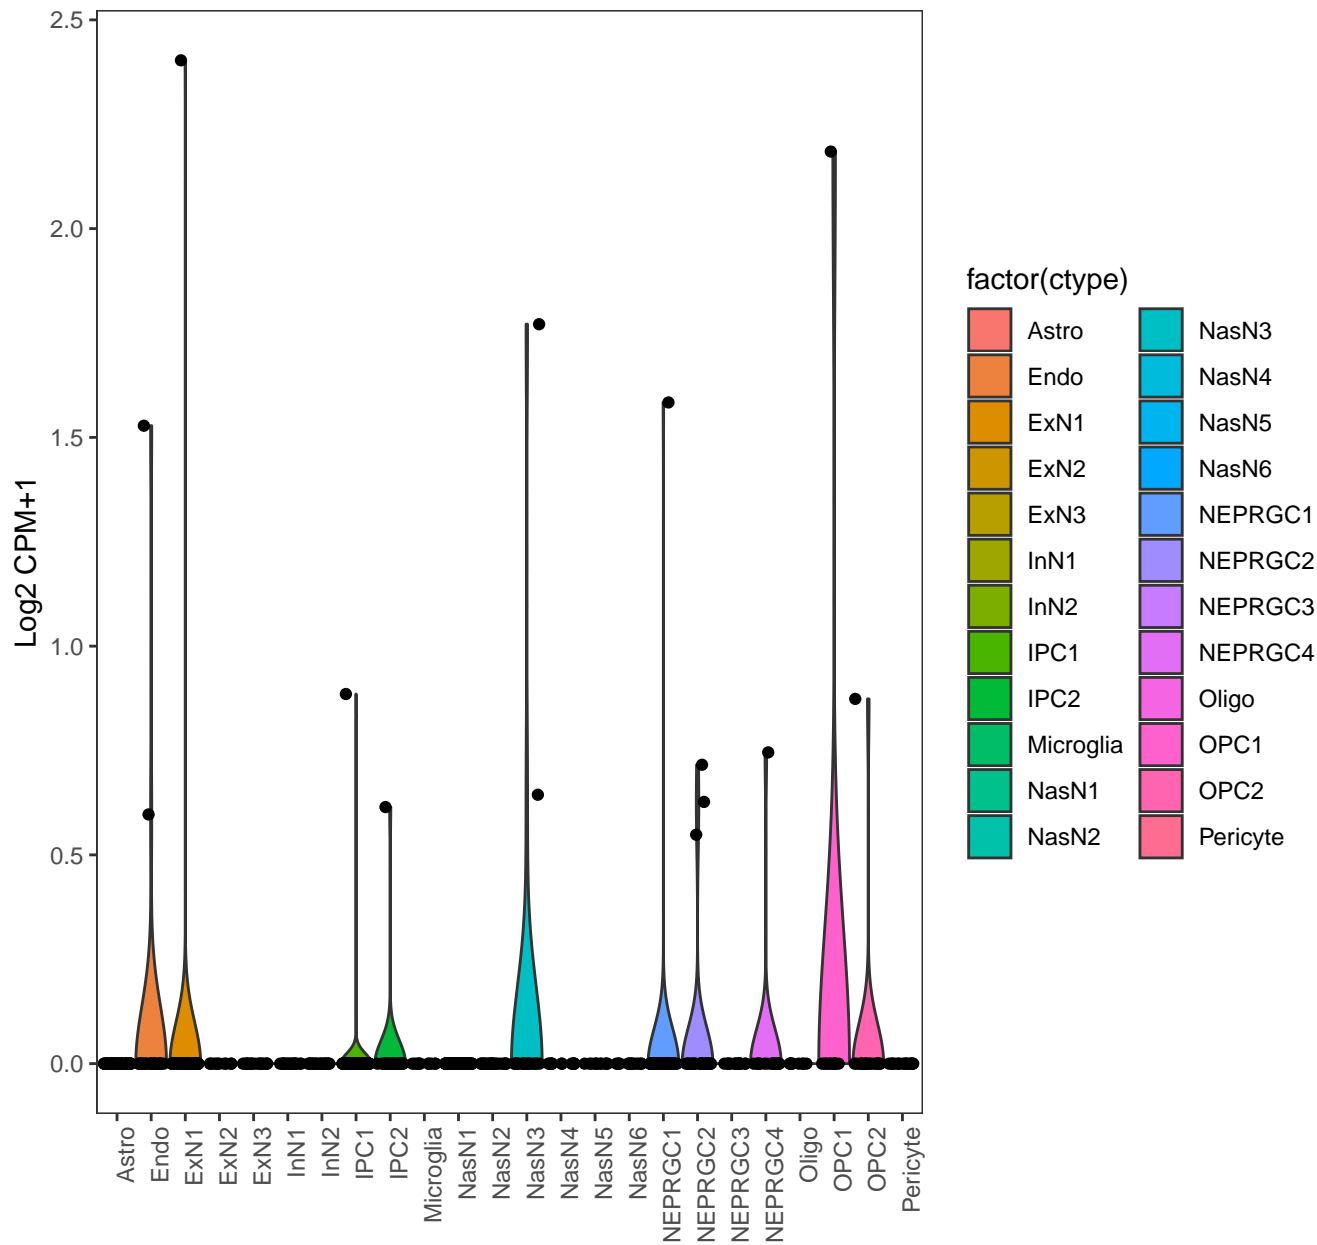 2.5
2.0
1.5
1.0
0.5
0.0
Log2 CPM+1
Astro
Endo
ExN1
ExN2
ExN3
InN1
InN2
IPC1
IPC2
Microglia
NasN1
NasN2
NasN3
NasN4
NasN5
NasN6
NEPRGC1
NEPRGC2
NEPRGC3
NEPRGC4
Oligo
OPC1
OPC2
Pericyte
factor(ctype)
Astro
Endo
ExN1
ExN2
ExN3
InN1
InN2
IPC1
IPC2
Microglia
NasN1
NasN2
NasN3
NasN4
NasN5
NasN6
NEPRGC1
NEPRGC2
NEPRGC3
NEPRGC4
Oligo
OPC1
OPC2
Pericyte